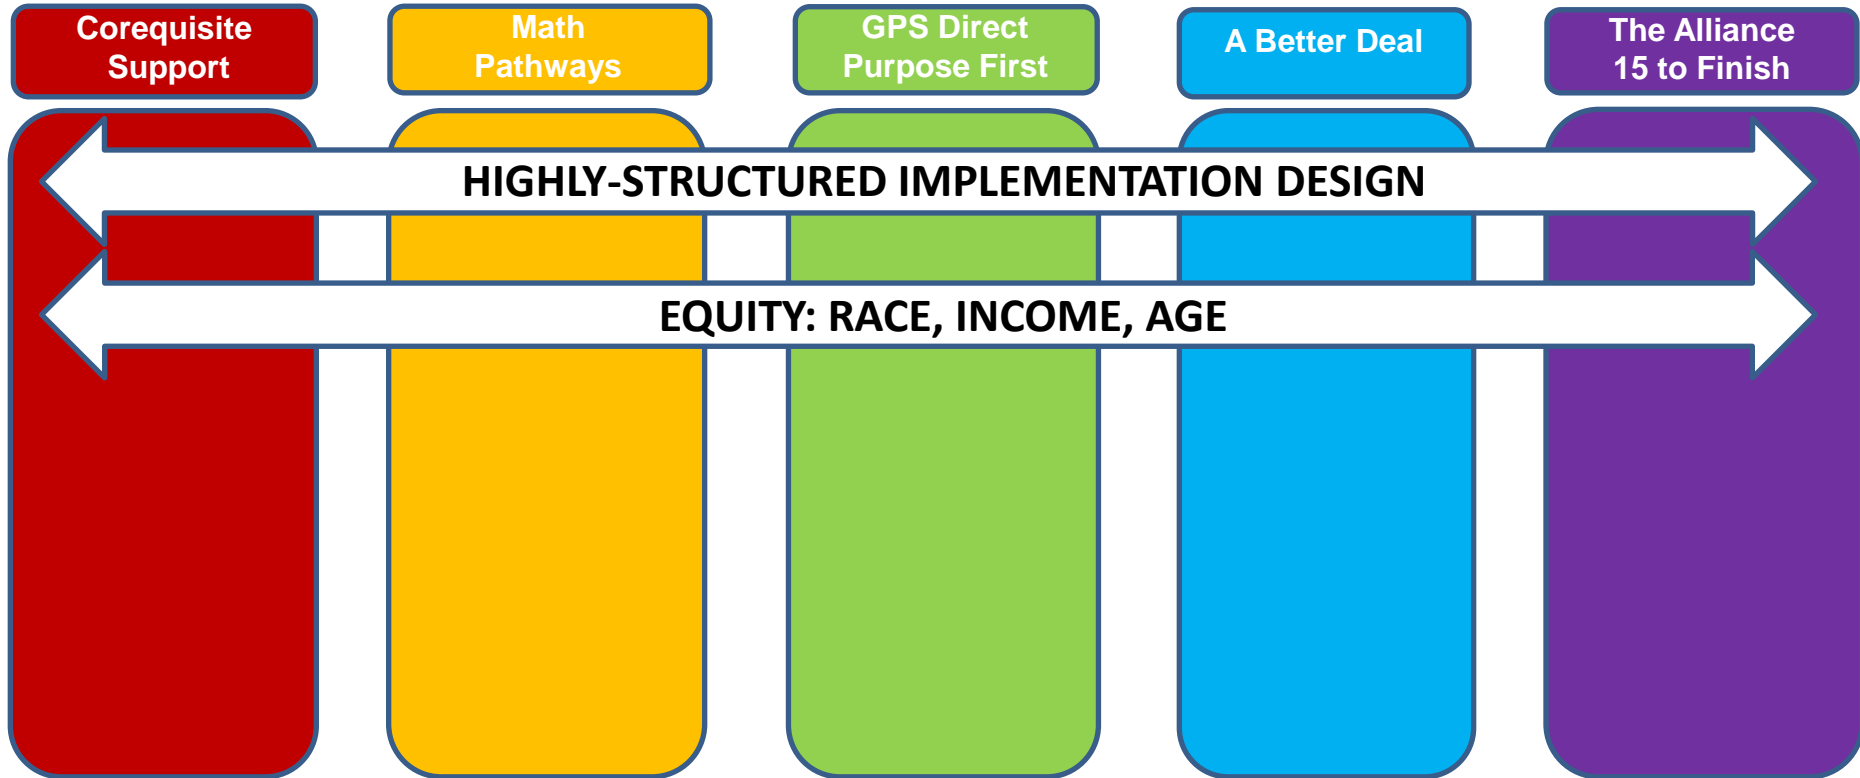 Corequisite
Support
Math
Pathways
GPS Direct
Purpose First
A Better Deal
The Alliance
15 to Finish
HIGHLY-STRUCTURED IMPLEMENTATION DESIGN
EQUITY: RACE, INCOME, AGE